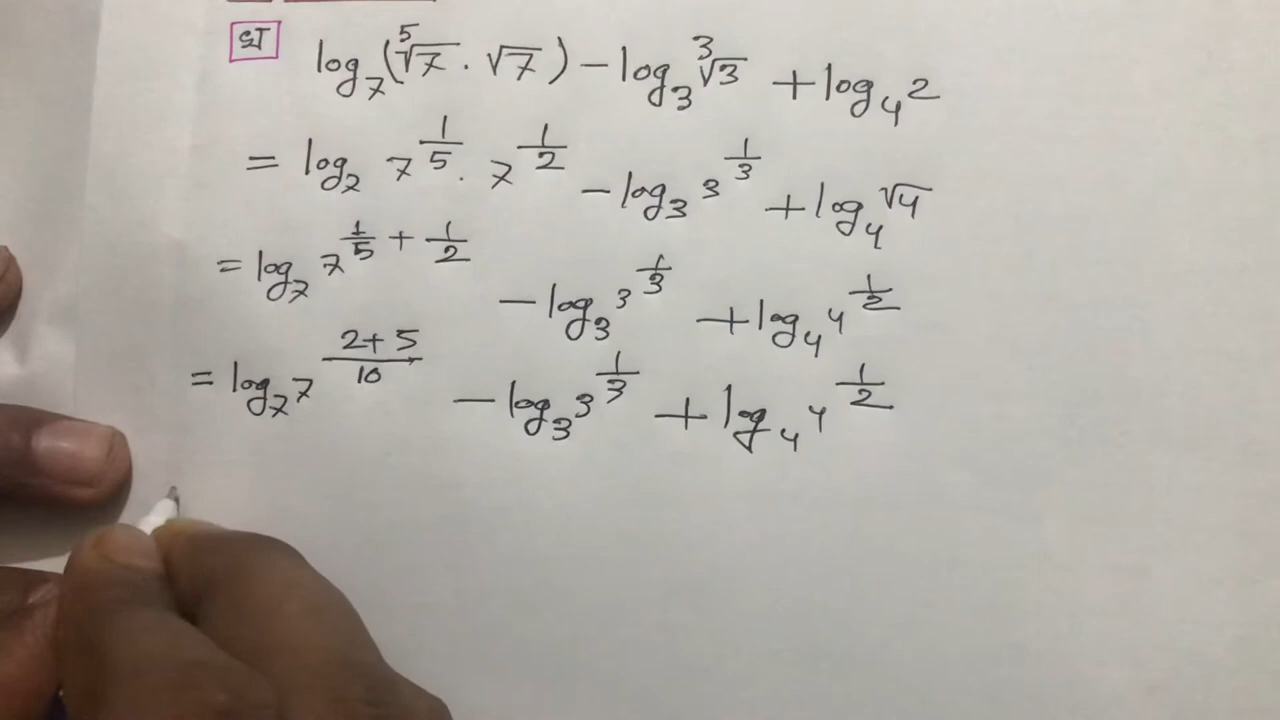 ঘ log₇(⁵√7 . √7) − log₃ ³√3 + log₄ 2
= log₇ 7^{1/5} . 7^{1/2} − log₃ 3^{1/3} + log₄ √4
= log₇ 7^{1/5 + 1/2} − log₃ 3^{1/3} + log₄ 4^{1/2}
= log₇ 7^{(2+5)/10} − log₃ 3^{1/3} + log₄ 4^{1/2}